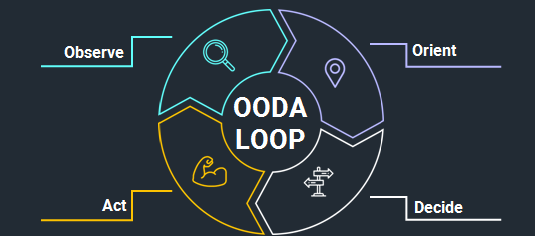 Observe
Orient
OODA
LOOP
Act
Decide